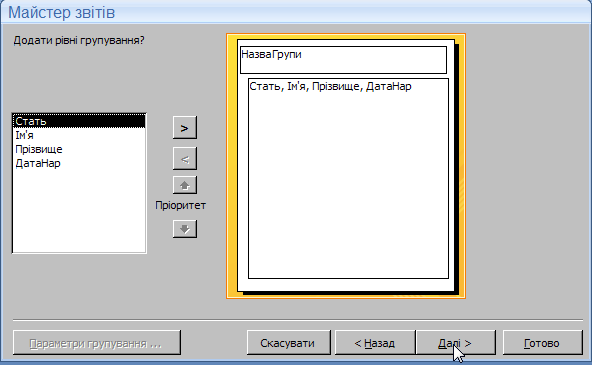 Майстер звітів
Додати рівні групування?
Стать
Ім'я
Прізвище
ДатаНар
>
<
Пріоритет
НазваГрупи
Стать, Ім'я, Прізвище, ДатаНар
Параметри групування ...
Скасувати
< Назад
Далі >
Готово